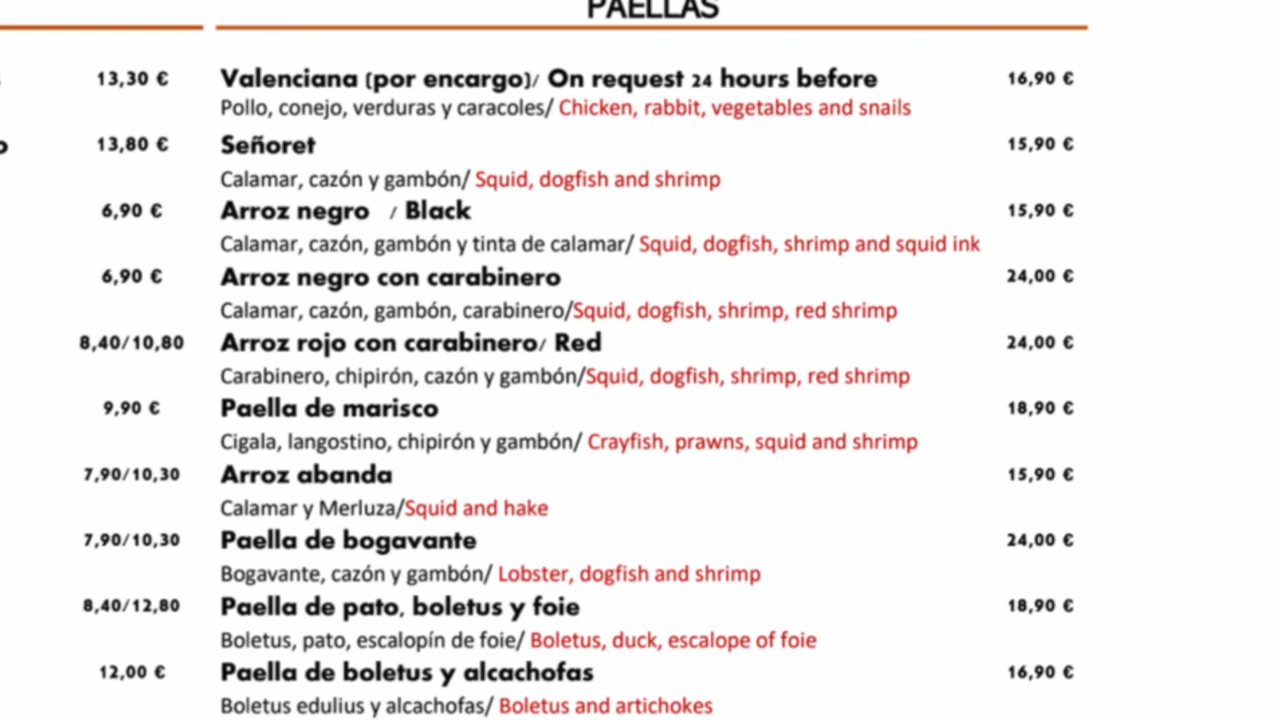 PAELLAS
13,30 €
Valenciana (por encargo)/ On request 24 hours before 16,90 €
Pollo, conejo, verduras y caracoles/ Chicken, rabbit, vegetables and snails
13,80 €
Señoret 15,90 €
Calamar, cazón y gambón/ Squid, dogfish and shrimp
6,90 €
Arroz negro / Black 15,90 €
Calamar, cazón, gambón y tinta de calamar/ Squid, dogfish, shrimp and squid ink
6,90 €
Arroz negro con carabinero 24,00 €
Calamar, cazón, gambón, carabinero/Squid, dogfish, shrimp, red shrimp
8,40/10,80
Arroz rojo con carabinero/ Red 24,00 €
Carabinero, chipirón, cazón y gambón/Squid, dogfish, shrimp, red shrimp
9,90 €
Paella de marisco 18,90 €
Cigala, langostino, chipirón y gambón/ Crayfish, prawns, squid and shrimp
7,90/10,30
Arroz abanda 15,90 €
Calamar y Merluza/Squid and hake
7,90/10,30
Paella de bogavante 24,00 €
Bogavante, cazón y gambón/ Lobster, dogfish and shrimp
8,40/12,80
Paella de pato, boletus y foie 18,90 €
Boletus, pato, escalopín de foie/ Boletus, duck, escalope of foie
12,00 €
Paella de boletus y alcachofas 16,90 €
Boletus edulius y alcachofas/ Boletus and artichokes